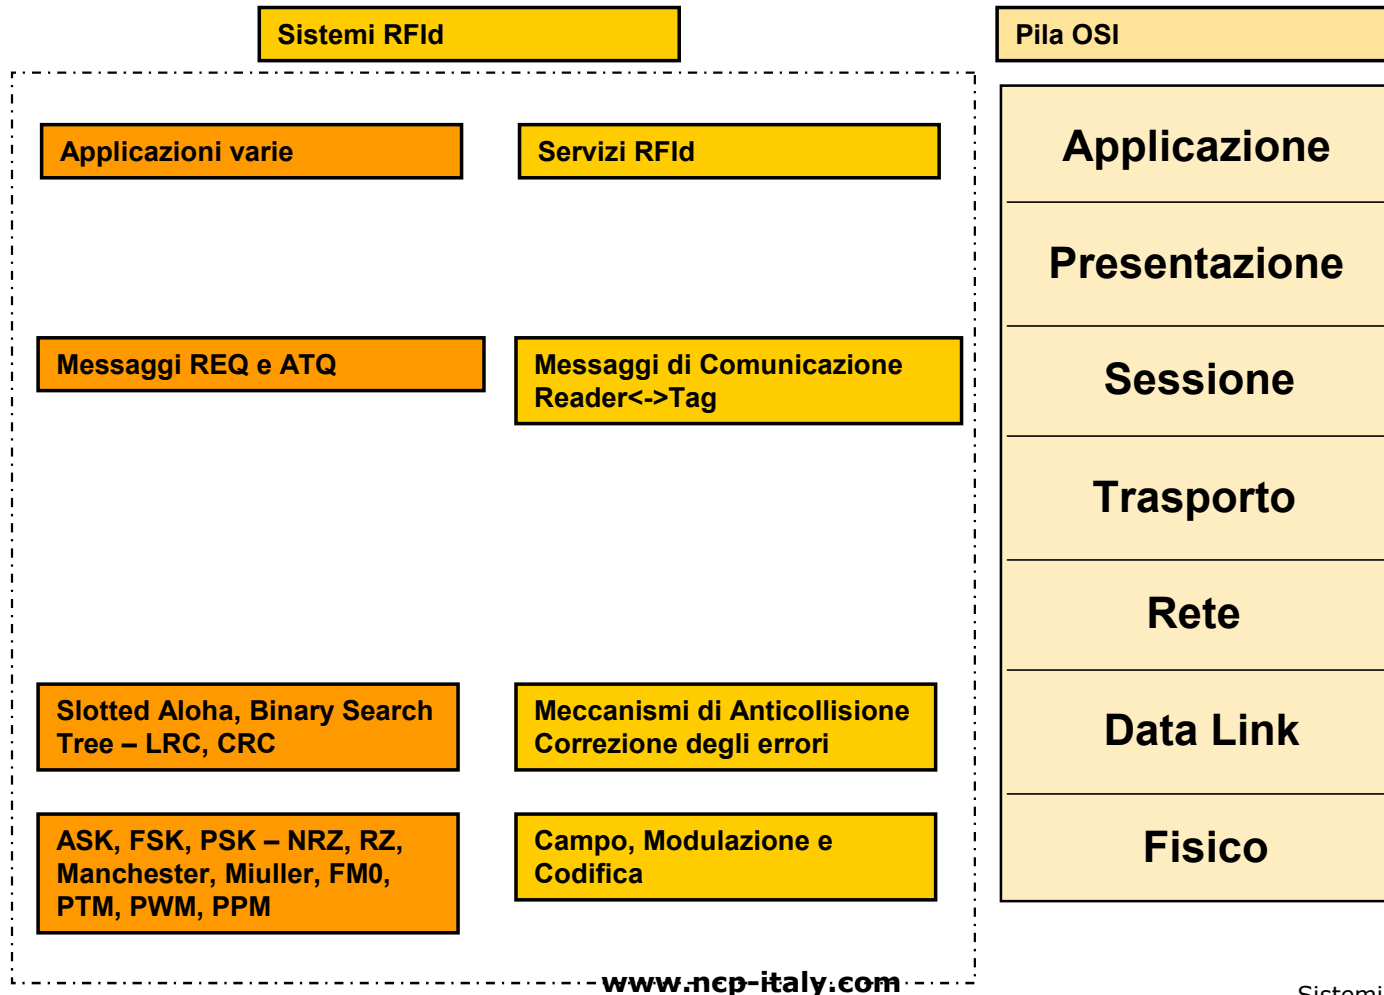 Sistemi RFId
Pila OSI
Applicazioni varie
Servizi RFId
Applicazione
Presentazione
Messaggi REQ e ATQ
Messaggi di Comunicazione
Reader<->Tag
Sessione
Trasporto
Rete
Slotted Aloha, Binary Search
Tree – LRC, CRC
Meccanismi di Anticollisione
Correzione degli errori
Data Link
ASK, FSK, PSK – NRZ, RZ,
Manchester, Miuller, FM0,
PTM, PWM, PPM
Campo, Modulazione e
Codifica
Fisico
www.ncp-italy.com
Sistemi